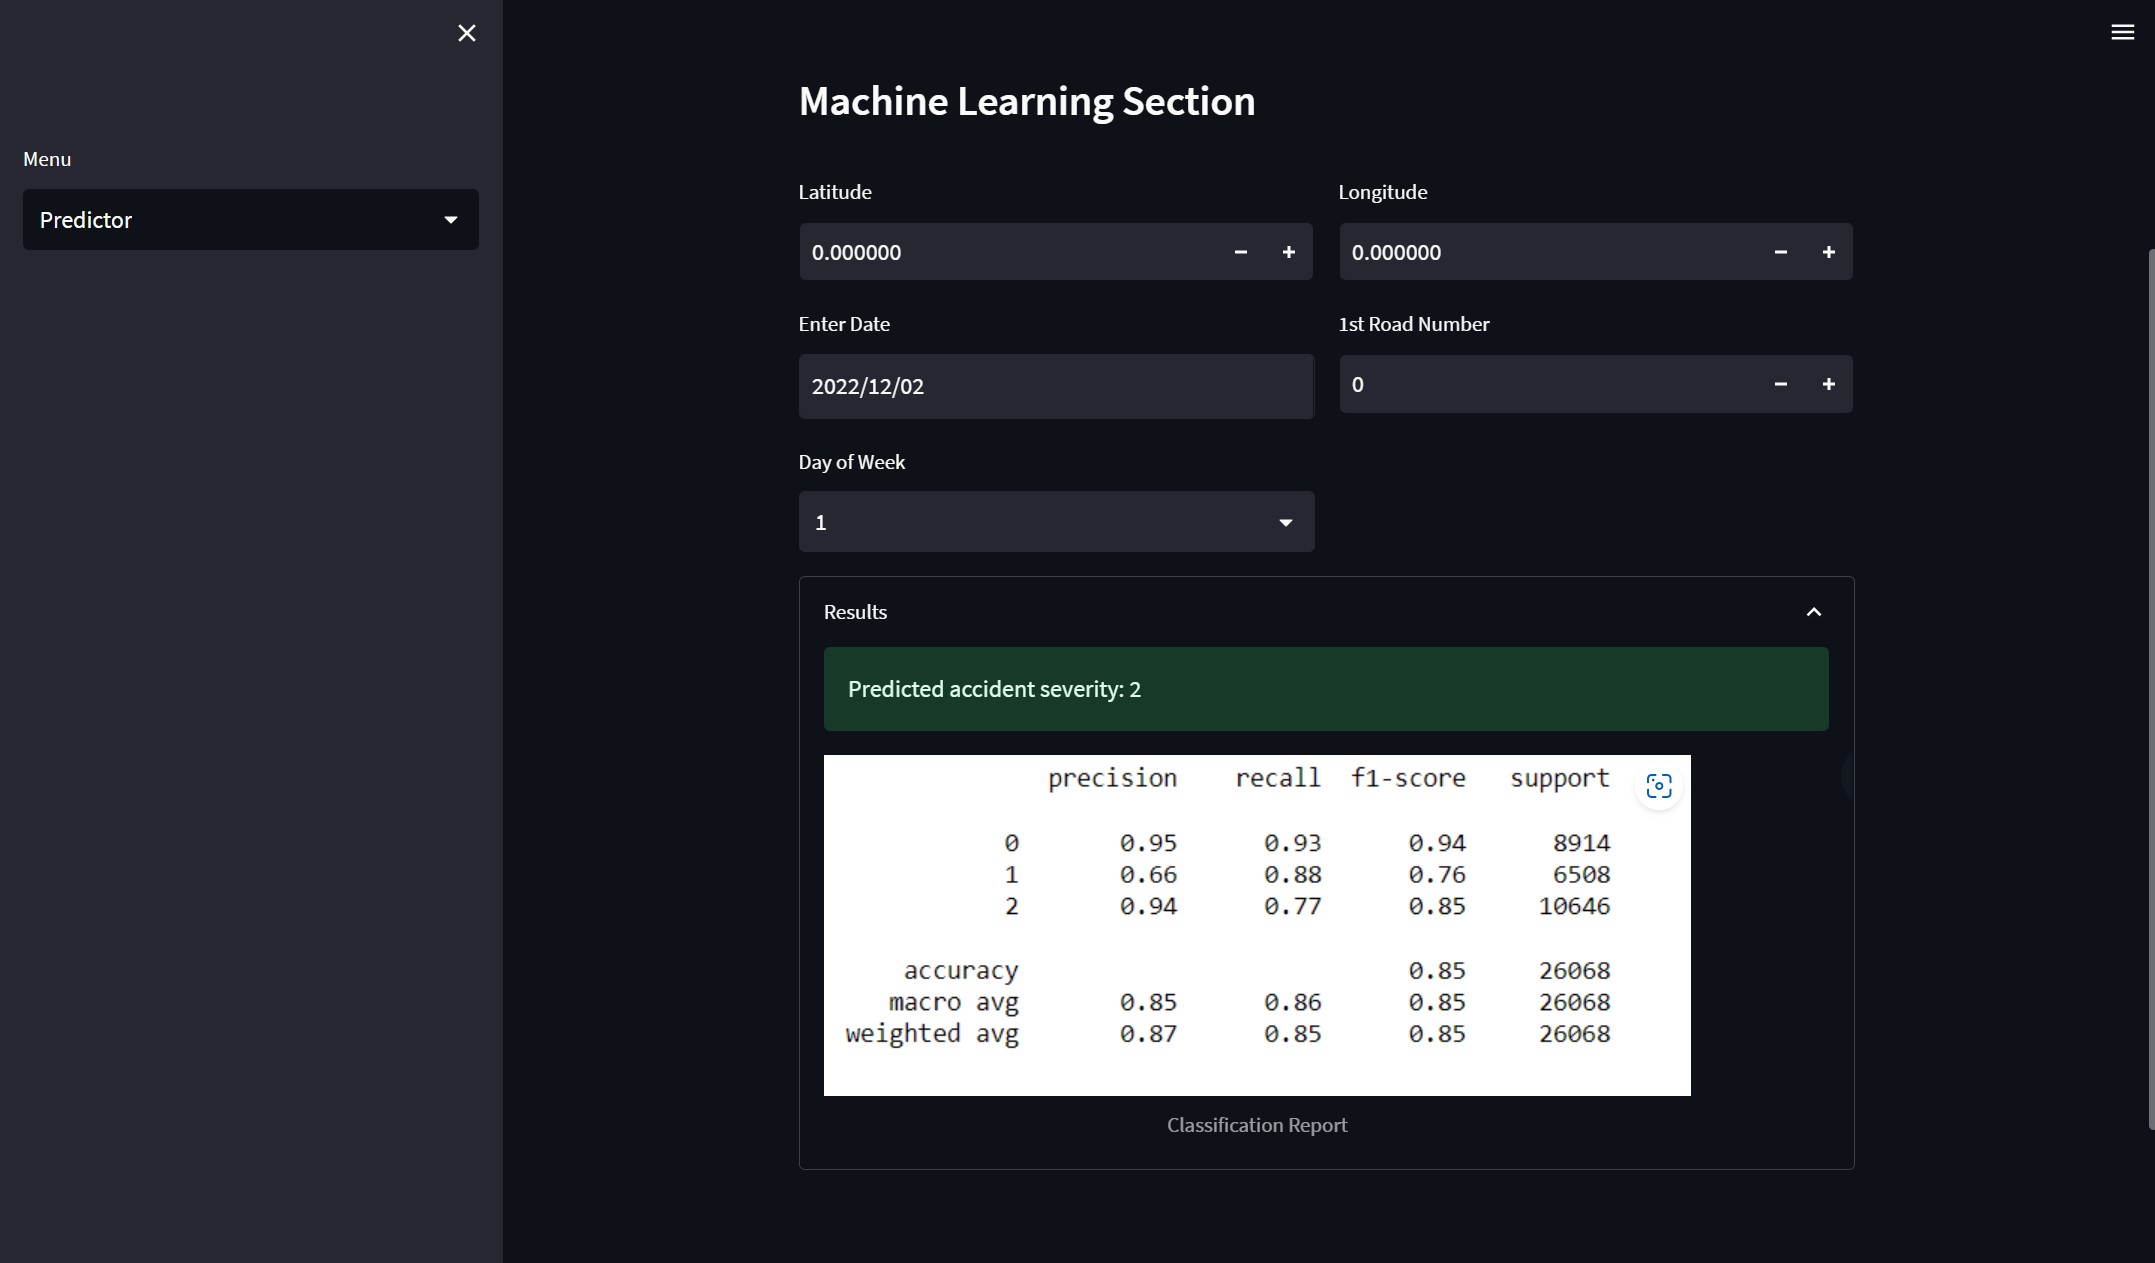 Menu
Predictor
Machine Learning Section
Latitude Longitude
0.000000 0.000000
Enter Date 1st Road Number
2022/12/02 0
Day of Week
1
Results
Predicted accident severity: 2
precision recall f1-score support
0 0.95 0.93 0.94 8914
1 0.66 0.88 0.76 6508
2 0.94 0.77 0.85 10646
accuracy 0.85 26068
macro avg 0.85 0.86 0.85 26068
weighted avg 0.87 0.85 0.85 26068
Classification Report